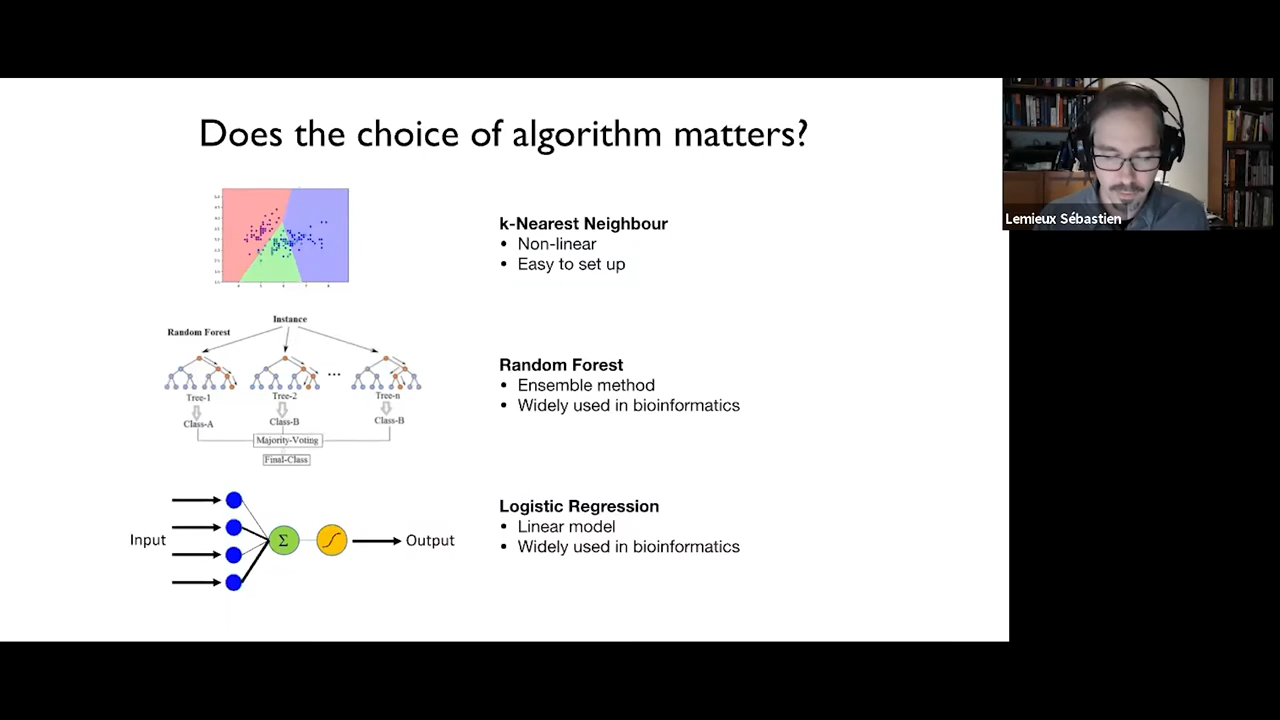 Does the choice of algorithm matters?
Lemieux Sébastien
k-Nearest Neighbour
• Non-linear
• Easy to set up
Instance
Random Forest
...
Tree-1
Tree-2
Tree-n
Class-A
Class-B
Class-B
Majority-Voting
Final-Class
Random Forest
• Ensemble method
• Widely used in bioinformatics
Input
Σ
Output
Logistic Regression
• Linear model
• Widely used in bioinformatics